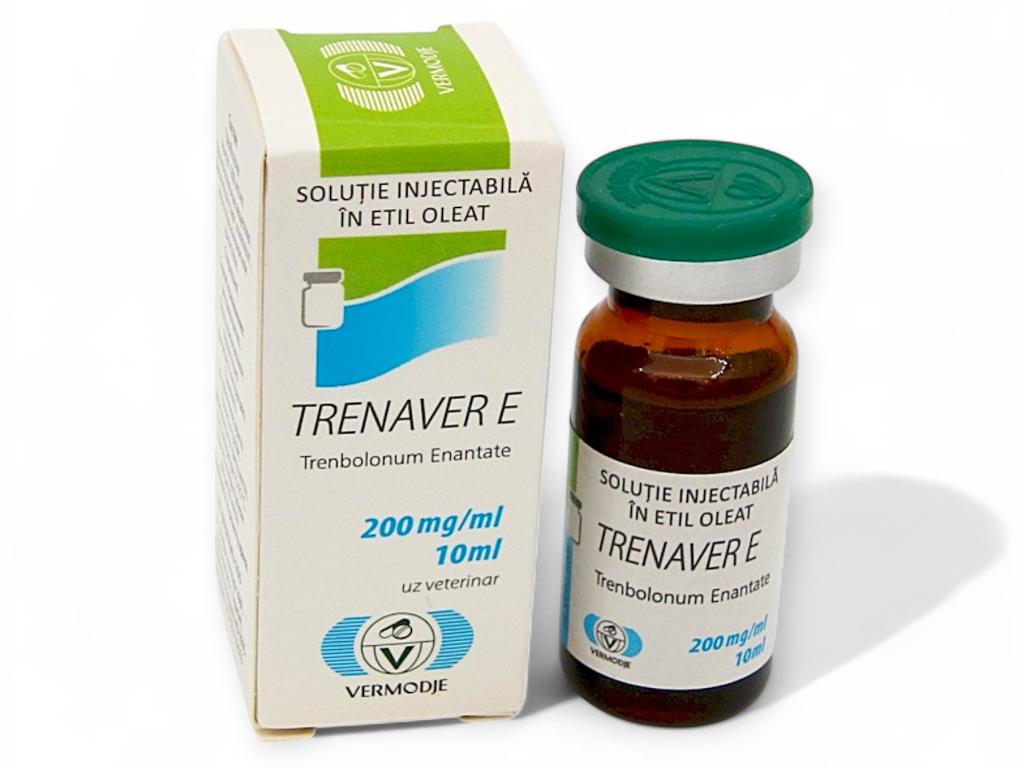 VERMODJE
SOLUȚIE INJECTABILĂ
ÎN ETIL OLEAT
TRENAVER E
Trenbolonum Enantate
200 mg/ml
10ml
uz veterinar
V
VERMODJE
SOLUȚIE INJECTABILĂ
ÎN ETIL OLEAT
TRENAVER E
Trenbolonum Enantate
200 mg/ml
10ml
V
VERMODJE